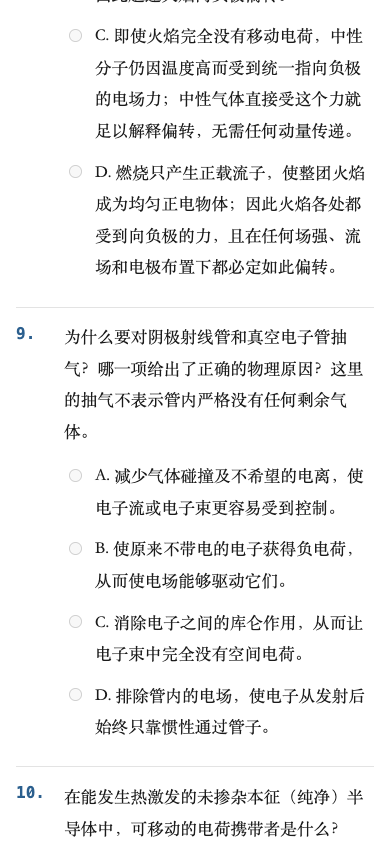 C. 即使火焰完全没有移动电荷，中性
分子仍因温度高而受到统一指向负极
的电场力；中性气体直接受这个力就
足以解释偏转，无需任何动量传递。
D. 燃烧只产生正载流子，使整团火焰
成为均匀正电物体；因此火焰各处都
受到向负极的力，且在任何场强、流
场和电极布置下都必定如此偏转。
9.
为什么要对阴极射线管和真空电子管抽
气？哪一项给出了正确的物理原因？这里
的抽气不表示管内严格没有任何剩余气
体。
A. 减少气体碰撞及不希望的电离，使
电子流或电子束更容易受到控制。
B. 使原来不带电的电子获得负电荷，
从而使电场能够驱动它们。
C. 消除电子之间的库仑作用，从而让
电子束中完全没有空间电荷。
D. 排除管内的电场，使电子从发射后
始终只靠惯性通过管子。
10.
在能发生热激发的未掺杂本征（纯净）半
导体中，可移动的电荷携带者是什么？